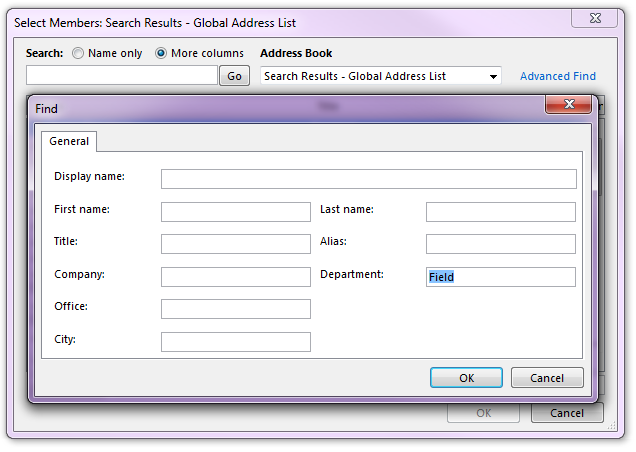 Select Members: Search Results - Global Address List
Search: Name only More columns Address Book
Go Search Results - Global Address List Advanced Find
Find
General
Display name:
First name: Last name:
Title: Alias:
Company: Department: Field
Office:
City:
OK Cancel
OK Cancel